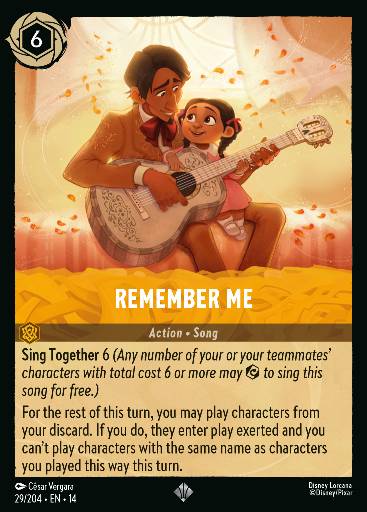 6
REMEMBER ME
Action • Song
Sing Together 6 (Any number of your or your teammates'
characters with total cost 6 or more may to sing this
song for free.)
For the rest of this turn, you may play characters from
your discard. If you do, they enter play exerted and you
can't play characters with the same name as characters
you played this way this turn.
César Vergara
29/204 • EN • 14
Disney Lorcana
©Disney/Pixar